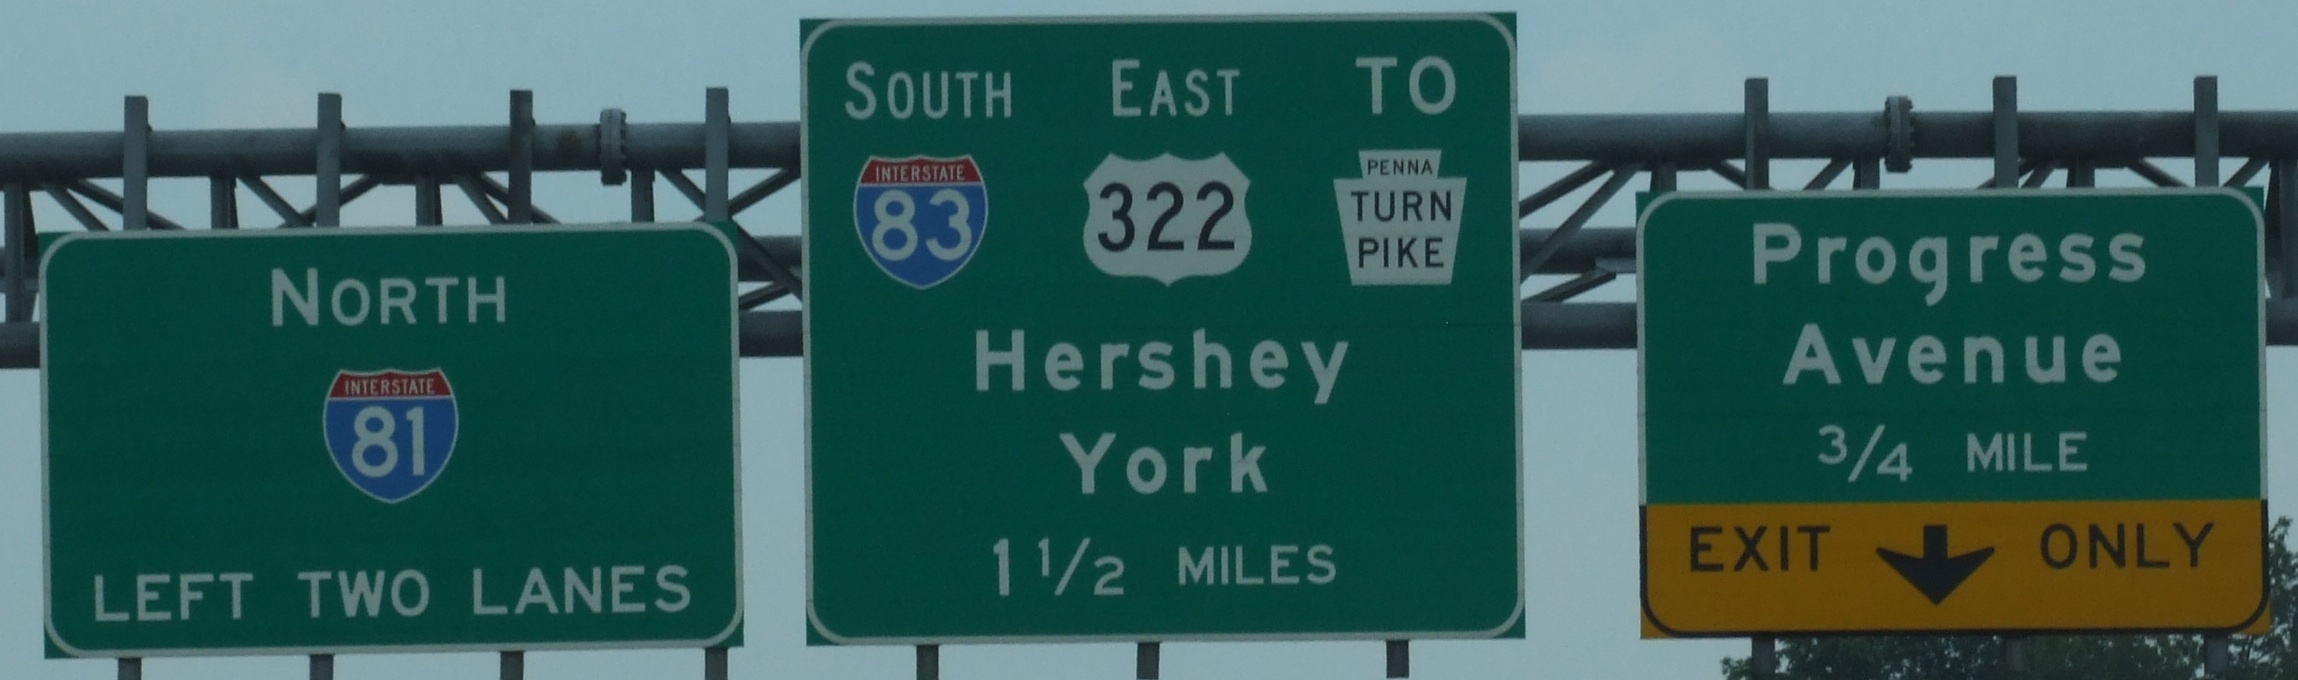 NORTH
INTERSTATE
81
LEFT TWO LANES
SOUTH EAST TO
INTERSTATE
83
322
PENNA
TURN
PIKE
Hershey
York
1 1/2 MILES
Progress
Avenue
3/4 MILE
EXIT ONLY